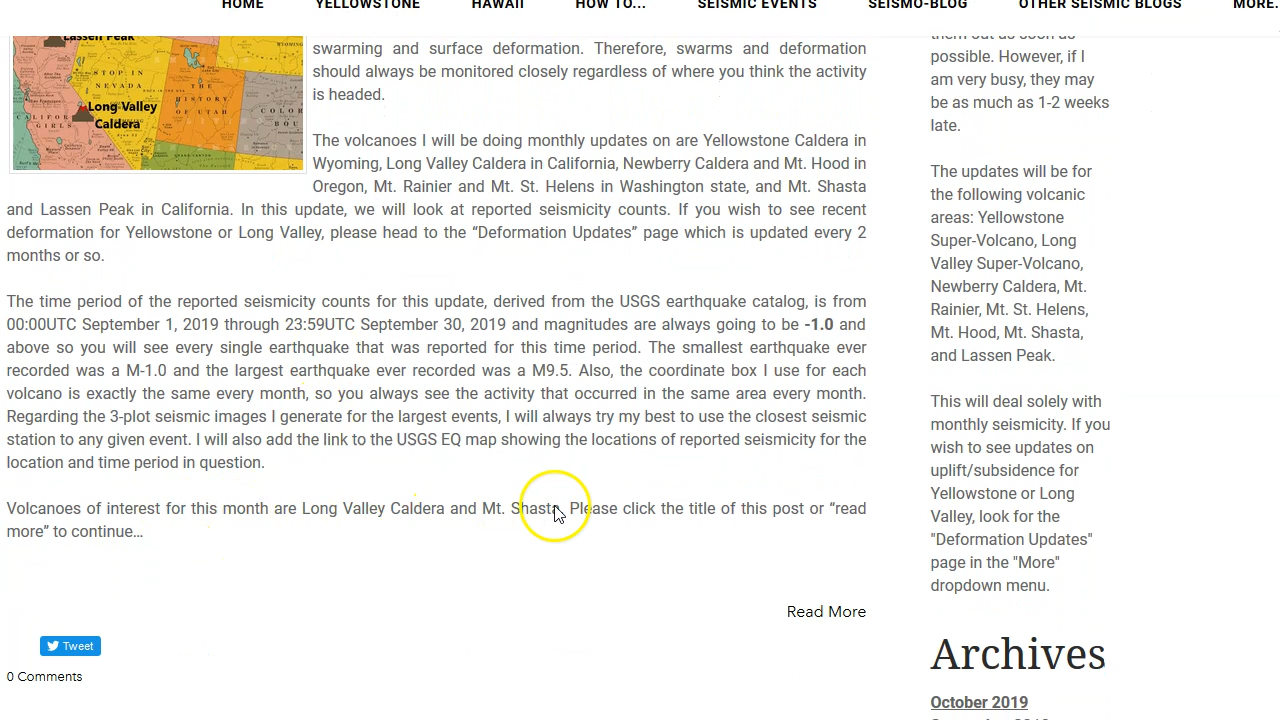 HOME YELLOWSTONE HAWAII HOW TO... SEISMIC EVENTS SEISMO-BLOG OTHER SEISMIC BLOGS MORE.
Lassen Peak
STOP IN
NEVADA
THE
HISTORY
OF UTAH
Long Valley
Caldera
CALIFOR
GIRLS
COLOR
swarming and surface deformation. Therefore, swarms and deformation
should always be monitored closely regardless of where you think the activity
is headed.
The volcanoes I will be doing monthly updates on are Yellowstone Caldera in
Wyoming, Long Valley Caldera in California, Newberry Caldera and Mt. Hood in
Oregon, Mt. Rainier and Mt. St. Helens in Washington state, and Mt. Shasta
and Lassen Peak in California. In this update, we will look at reported seismicity counts. If you wish to see recent
deformation for Yellowstone or Long Valley, please head to the “Deformation Updates” page which is updated every 2
months or so.
The time period of the reported seismicity counts for this update, derived from the USGS earthquake catalog, is from
00:00UTC September 1, 2019 through 23:59UTC September 30, 2019 and magnitudes are always going to be -1.0 and
above so you will see every single earthquake that was reported for this time period. The smallest earthquake ever
recorded was a M-1.0 and the largest earthquake ever recorded was a M9.5. Also, the coordinate box I use for each
volcano is exactly the same every month, so you always see the activity that occurred in the same area every month.
Regarding the 3-plot seismic images I generate for the largest events, I will always try my best to use the closest seismic
station to any given event. I will also add the link to the USGS EQ map showing the locations of reported seismicity for the
location and time period in question.
Volcanoes of interest for this month are Long Valley Caldera and Mt. Shasta. Please click the title of this post or “read
more” to continue…
Read More
Tweet
0 Comments
them out as soon as
possible. However, if I
am very busy, they may
be as much as 1-2 weeks
late.
The updates will be for
the following volcanic
areas: Yellowstone
Super-Volcano, Long
Valley Super-Volcano,
Newberry Caldera, Mt.
Rainier, Mt. St. Helens,
Mt. Hood, Mt. Shasta,
and Lassen Peak.
This will deal solely with
monthly seismicity. If you
wish to see updates on
uplift/subsidence for
Yellowstone or Long
Valley, look for the
"Deformation Updates"
page in the "More"
dropdown menu.
Archives
October 2019